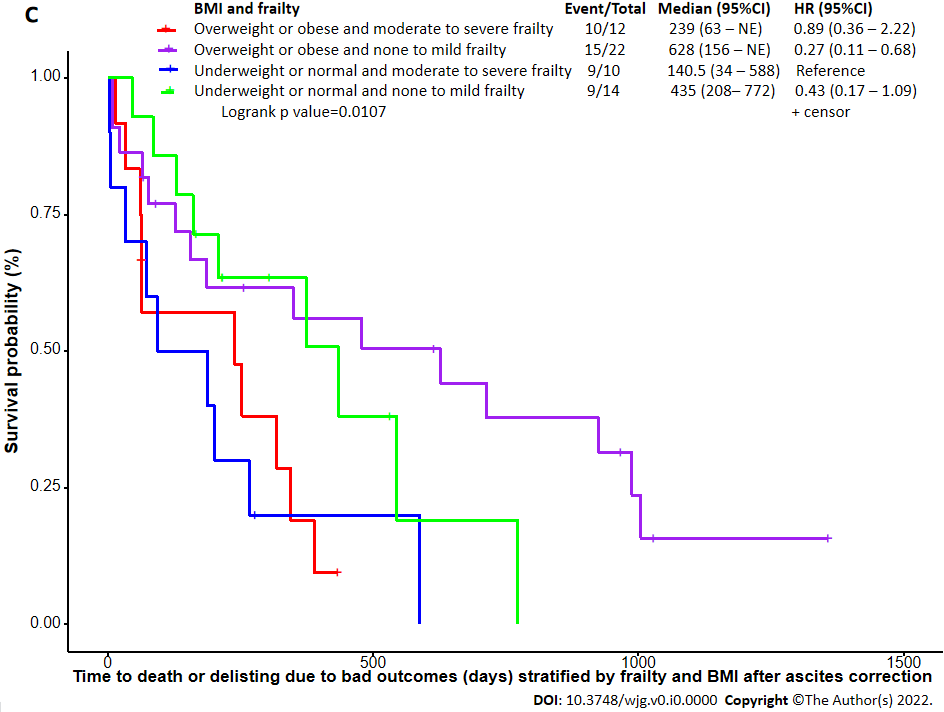 C
BMI and frailty Event/Total Median (95%CI) HR (95%CI)
Overweight or obese and moderate to severe frailty 10/12 239 (63 – NE) 0.89 (0.36 – 2.22)
Overweight or obese and none to mild frailty 15/22 628 (156 – NE) 0.27 (0.11 – 0.68)
Underweight or normal and moderate to severe frailty 9/10 140.5 (34 – 588) Reference
Underweight or normal and none to mild frailty 9/14 435 (208– 772) 0.43 (0.17 – 1.09)
Logrank p value=0.0107 + censor
Survival probability (%)
1.00
0.75
0.50
0.25
0.00
0 500 1000 1500
Time to death or delisting due to bad outcomes (days) stratified by frailty and BMI after ascites correction
DOI: 10.3748/wjg.v0.i0.0000 Copyright ©The Author(s) 2022.